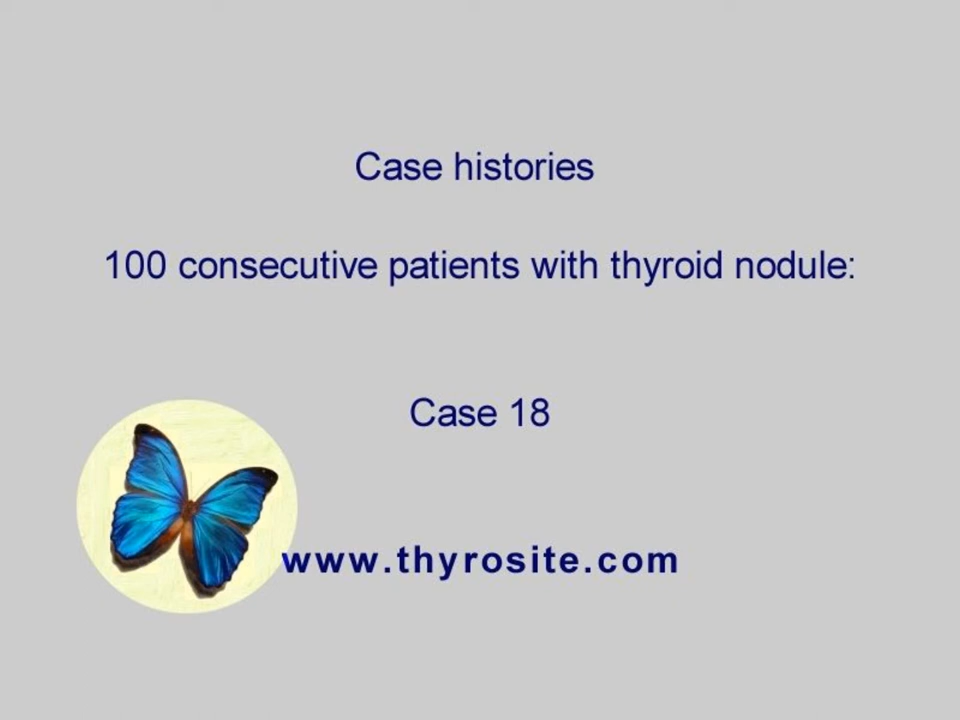 Case histories
100 consecutive patients with thyroid nodule:
Case 18
www.thyrosite.com